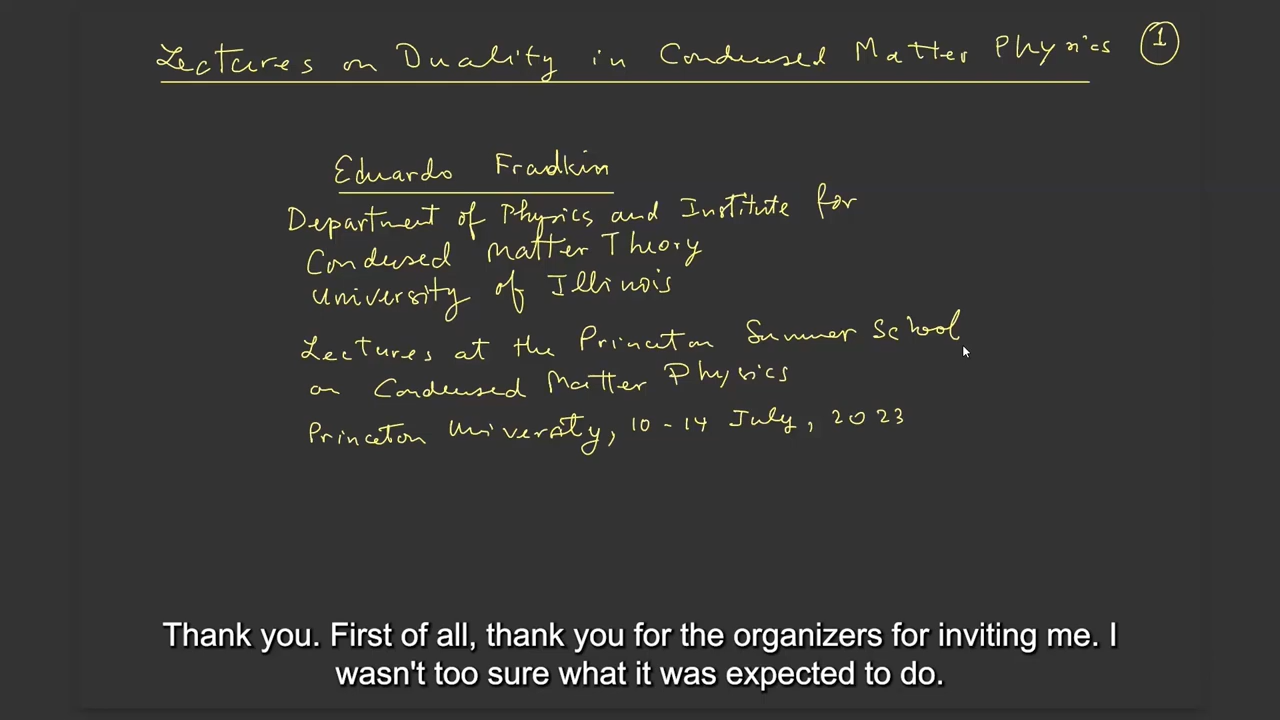 Lectures on Duality in Condensed Matter Physics 1
Eduardo Fradkin
Department of Physics and Institute for
Condensed Matter Theory
University of Illinois
Lectures at the Princeton Summer School
on Condensed Matter Physics
Princeton University, 10-14 July, 2023
Thank you. First of all, thank you for the organizers for inviting me. I
wasn't too sure what it was expected to do.